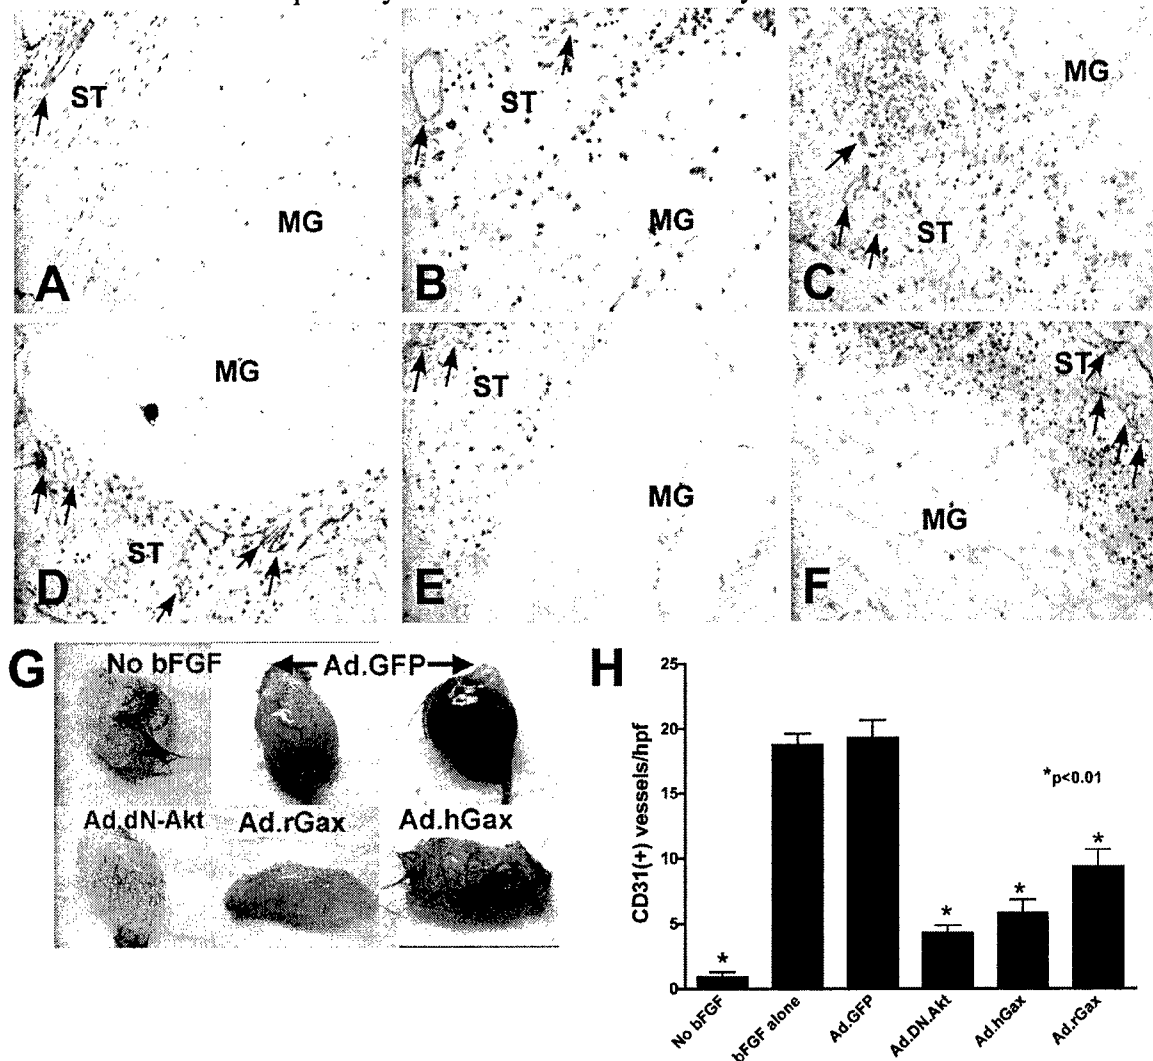 ST
MG
A
ST
MG
B
MG
ST
C
MG
ST
D
ST
MG
E
ST
MG
F
G
No bFGF
Ad.GFP
Ad.dN-Akt
Ad.rGax
Ad.hGax
H
CD31(+) vessels/hpf
25
20
15
10
5
0
*p<0.01
*
*
*
*
No bFGF
bFGF alone
Ad.GFP
Ad.DN.Akt
Ad.hGax
Ad.rGax